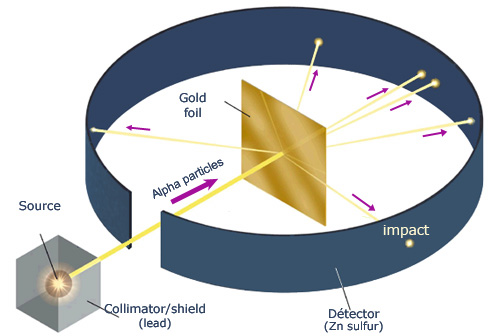 Gold
foil
Alpha particles
Source
impact
Collimator/shield
(lead)
Détector
(Zn sulfur)